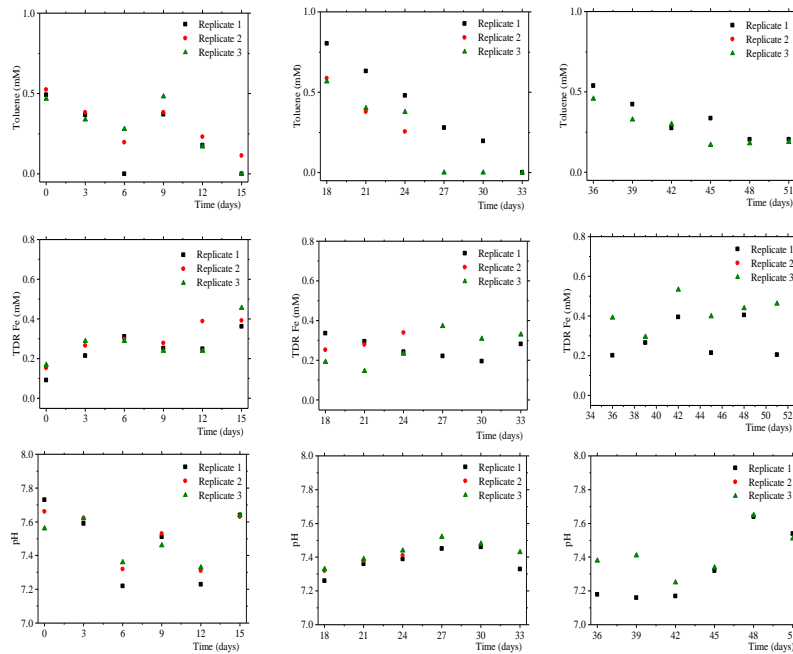 1.0
0.5
0.0
Toluene (mM)
Replicate 1
Replicate 2
Replicate 3
0 3 6 9 12 15
Time (days)
1.0
0.5
0.0
Toluene (mM)
Replicate 1
Replicate 2
Replicate 3
18 21 24 27 30 33
Time (days)
1.0
0.5
0.0
Toluene (mM)
Replicate 1
Replicate 2
Replicate 3
36 39 42 45 48 51
Time (days)
0.8
0.6
0.4
0.2
0.0
TDR Fe (mM)
Replicate 1
Replicate 2
Replicate 3
0 3 6 9 12 15
Time (days)
0.8
0.6
0.4
0.2
0.0
TDR Fe (mM)
Replicate 1
Replicate 2
Replicate 3
18 21 24 27 30 33
Time (days)
0.8
0.6
0.4
0.2
0.0
TDR Fe (mM)
Replicate 1
Replicate 2
Replicate 3
34 36 38 40 42 44 46 48 50 52
Time (days)
8.0
7.8
7.6
7.4
7.2
7.0
pH
Replicate 1
Replicate 2
Replicate 3
0 3 6 9 12 15
Time (days)
8.0
7.8
7.6
7.4
7.2
7.0
pH
Replicate 1
Replicate 2
Replicate 3
18 21 24 27 30 33
Time (days)
8.0
7.8
7.6
7.4
7.2
7.0
pH
Replicate 1
Replicate 2
Replicate 3
36 39 42 45 48
Time (days)